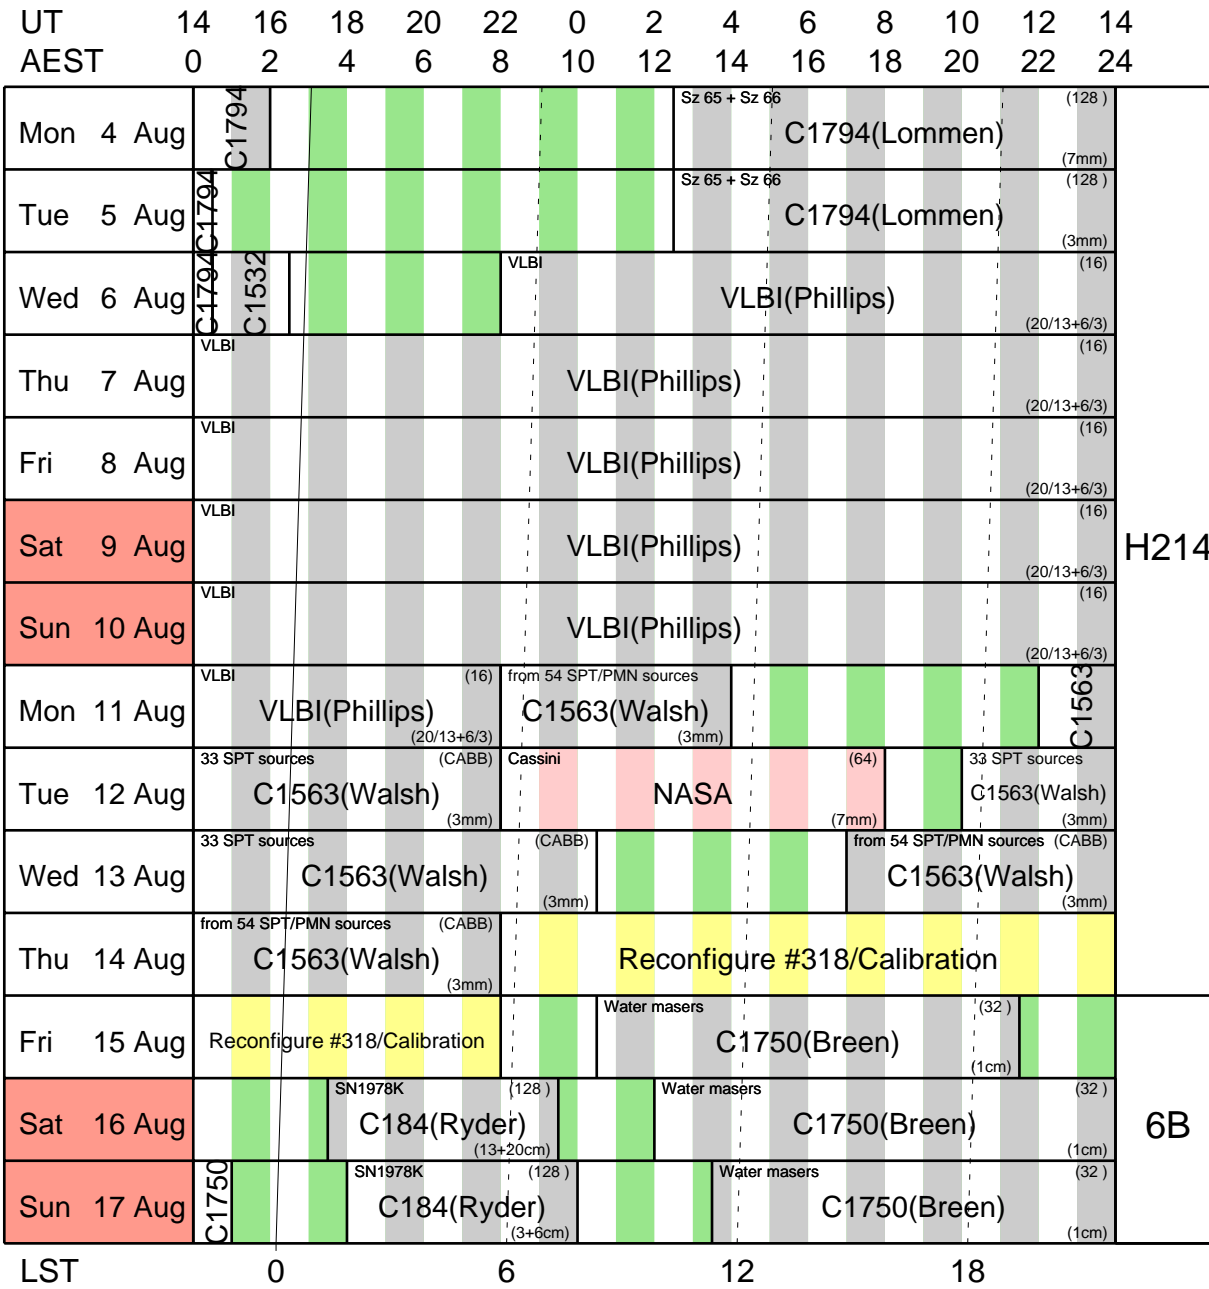 UT 14 16 18 20 22 0 2 4 6 8 10 12 14
AEST 0 2 4 6 8 10 12 14 16 18 20 22 24
Mon 4 Aug
C1794
Sz 65 + Sz 66 (128 )
C1794(Lommen)
(7mm)
Tue 5 Aug
C1794
Sz 65 + Sz 66 (128 )
C1794(Lommen)
(3mm)
Wed 6 Aug
C1794
C1532
VLBI (16)
VLBI(Phillips)
(20/13+6/3)
Thu 7 Aug
VLBI (16)
VLBI(Phillips)
(20/13+6/3)
Fri 8 Aug
VLBI (16)
VLBI(Phillips)
(20/13+6/3)
Sat 9 Aug
VLBI (16)
VLBI(Phillips)
(20/13+6/3)
H214
Sun 10 Aug
VLBI (16)
VLBI(Phillips)
(20/13+6/3)
Mon 11 Aug
VLBI (16)
VLBI(Phillips)
(20/13+6/3)
from 54 SPT/PMN sources
C1563(Walsh)
(3mm)
C1563
Tue 12 Aug
33 SPT sources (CABB)
C1563(Walsh)
(3mm)
Cassini (64)
NASA
(7mm)
33 SPT sources
C1563(Walsh)
(3mm)
Wed 13 Aug
33 SPT sources (CABB)
C1563(Walsh)
(3mm)
from 54 SPT/PMN sources (CABB)
C1563(Walsh)
(3mm)
Thu 14 Aug
from 54 SPT/PMN sources (CABB)
C1563(Walsh)
(3mm)
Reconfigure #318/Calibration
Fri 15 Aug
Reconfigure #318/Calibration
Water masers (32 )
C1750(Breen)
(1cm)
Sat 16 Aug
SN1978K (128 )
C184(Ryder)
(13+20cm)
Water masers (32 )
C1750(Breen)
(1cm)
6B
Sun 17 Aug
C1750
SN1978K (128 )
C184(Ryder)
(3+6cm)
Water masers (32 )
C1750(Breen)
(1cm)
LST 0 6 12 18